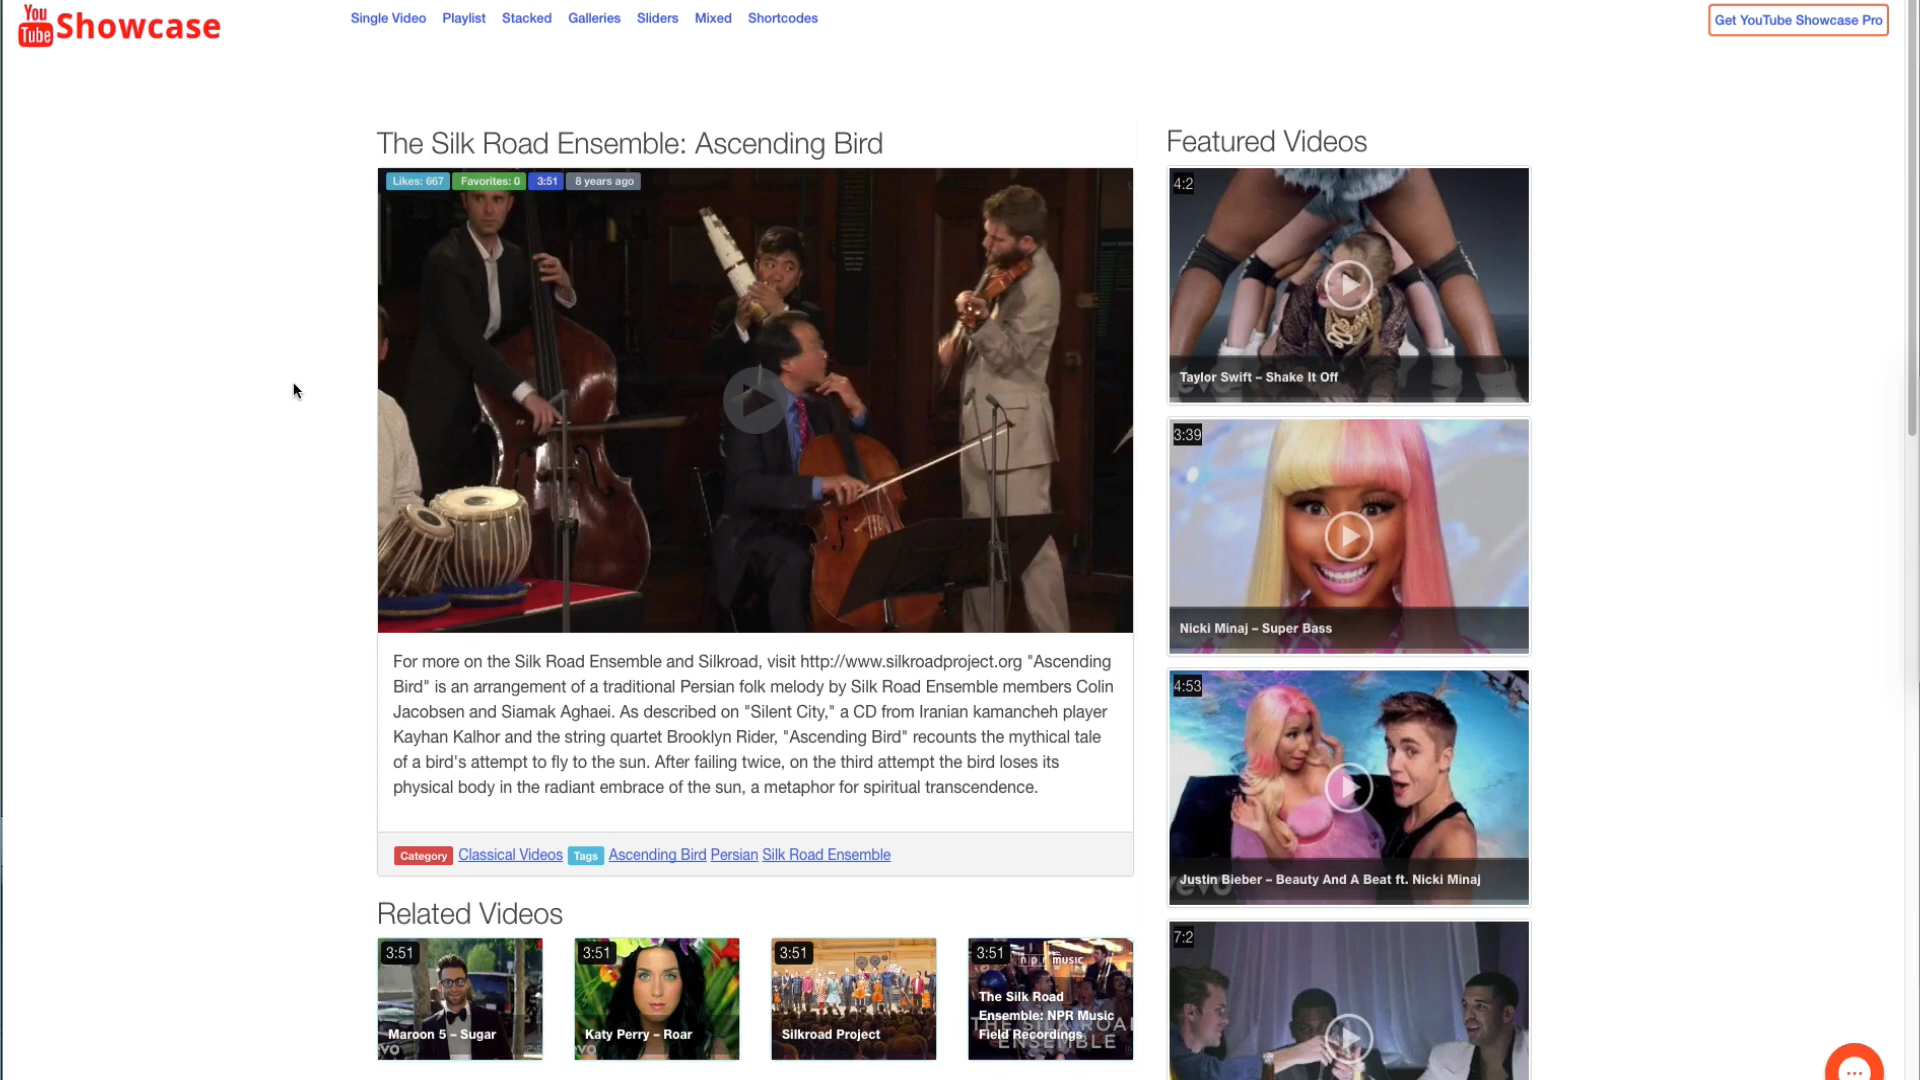 You
Tube Showcase
Single Video Playlist Stacked Galleries Sliders Mixed Shortcodes
Get YouTube Showcase Pro
The Silk Road Ensemble: Ascending Bird
Likes: 667 Favorites: 0 3:51 8 years ago
For more on the Silk Road Ensemble and Silkroad, visit http://www.silkroadproject.org "Ascending
Bird" is an arrangement of a traditional Persian folk melody by Silk Road Ensemble members Colin
Jacobsen and Siamak Aghaei. As described on "Silent City," a CD from Iranian kamancheh player
Kayhan Kalhor and the string quartet Brooklyn Rider, "Ascending Bird" recounts the mythical tale
of a bird's attempt to fly to the sun. After failing twice, on the third attempt the bird loses its
physical body in the radiant embrace of the sun, a metaphor for spiritual transcendence.
Category Classical Videos Tags Ascending Bird Persian Silk Road Ensemble
Related Videos
3:51
Maroon 5 – Sugar
3:51
Katy Perry – Roar
3:51
Silkroad Project
3:51
npr music
The Silk Road
Ensemble: NPR Music
Field Recordings
THE SILK ROAD
ENSEMBLE
Featured Videos
4:2
Taylor Swift – Shake It Off
3:39
Nicki Minaj – Super Bass
4:53
Justin Bieber – Beauty And A Beat ft. Nicki Minaj
vevo
7:2